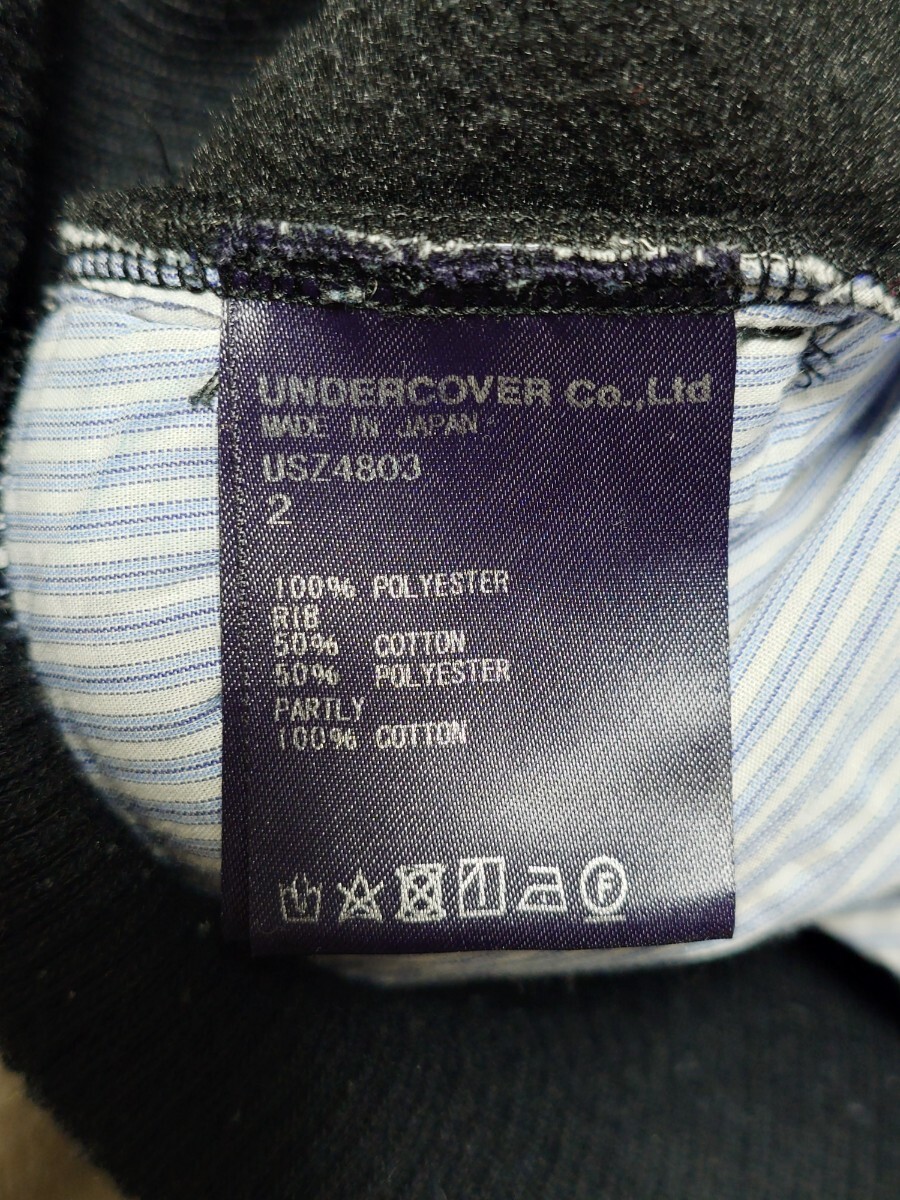 UNDERCOVER Co.,Ltd
MADE IN JAPAN
USZ4803
2
100% POLYESTER
RIB
50% COTTON
50% POLYESTER
PARTLY
100% COTTON
F